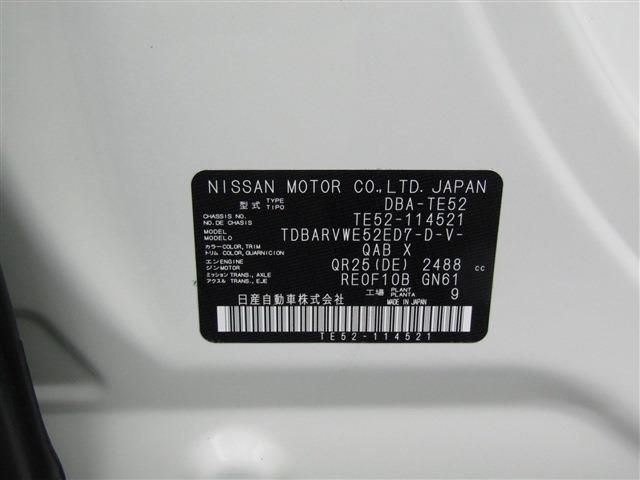 NISSAN MOTOR CO., LTD. JAPAN
型式 TYPE TIPO DBA-TE52
CHASSIS NO. NO. DE CHASSIS TE52-114521
MODEL MODELO TDBARVWE52ED7-D-V-
カラー COLOR, TRIM トリム COLOR, GUARNICION QAB X
エンジン ENGINE MOTOR QR25(DE) 2488 cc
ミッション TRANS., AXLE アクスル TRANS., EJE RE0F10B GN61
工場 PLANT PLANTA 9
日産自動車株式会社 MADE IN JAPAN
TE52-114521